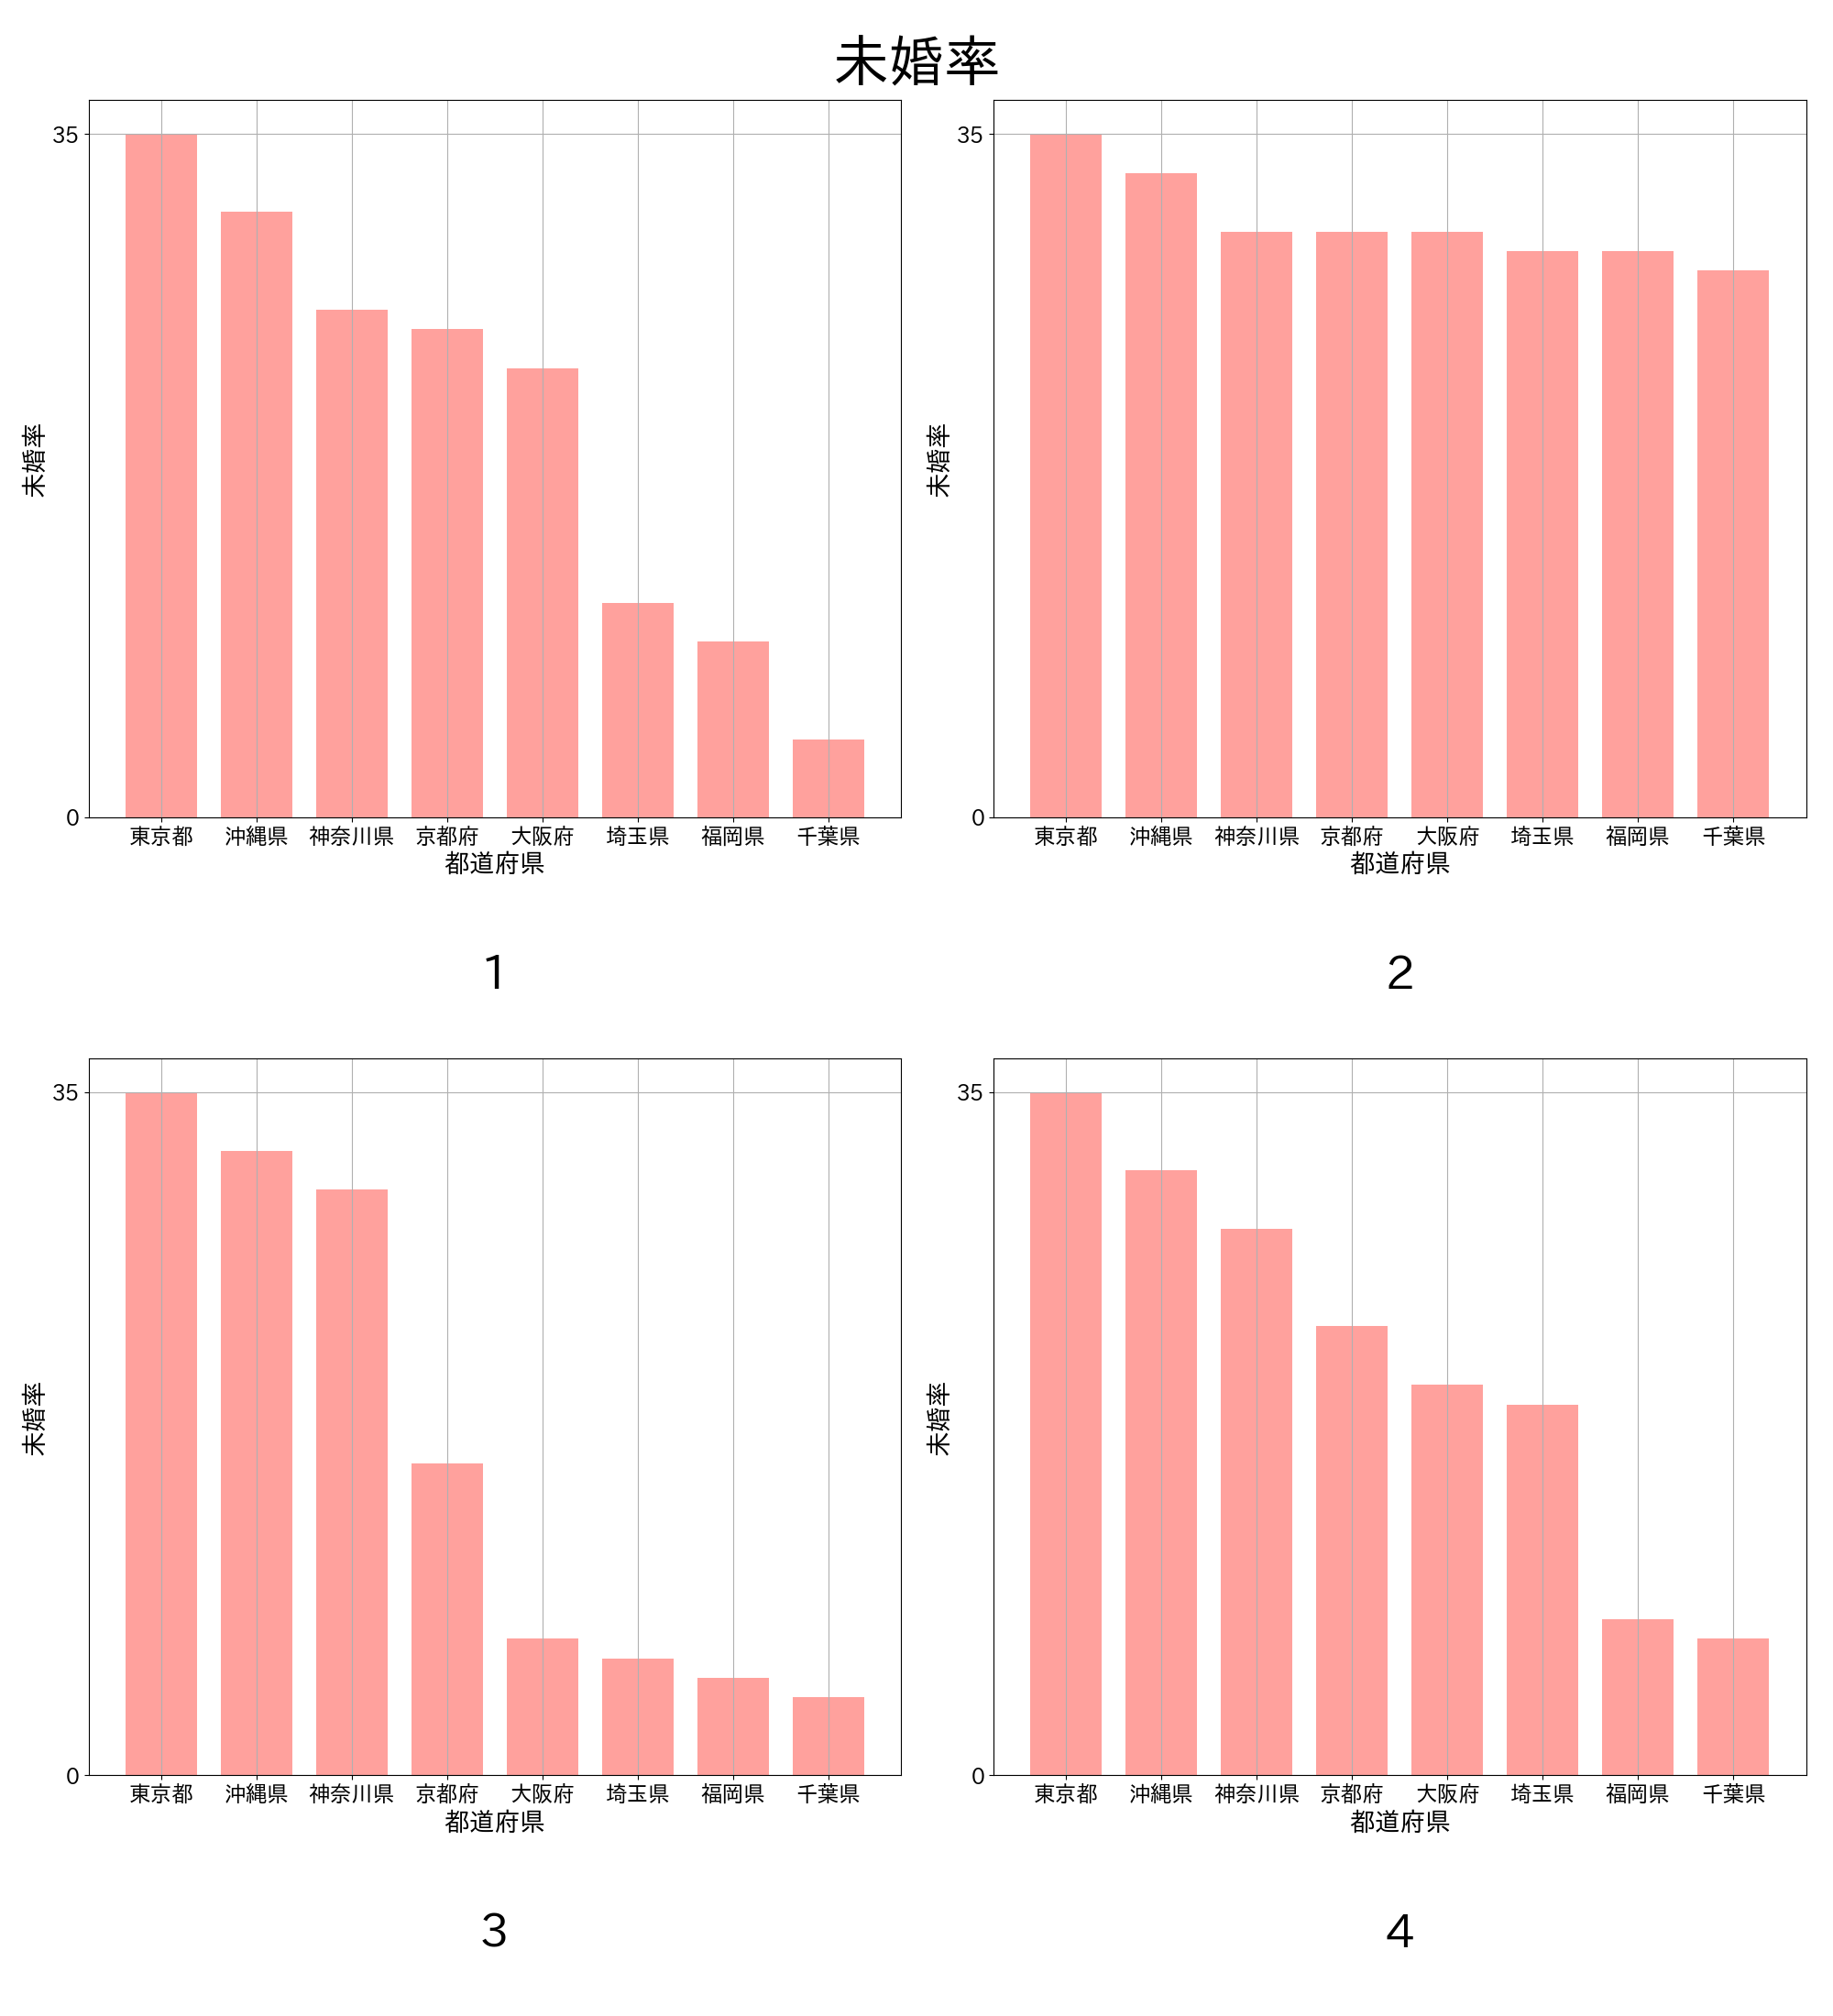 未婚率
35
0
未婚率
東京都 沖縄県 神奈川県 京都府 大阪府 埼玉県 福岡県 千葉県
都道府県
1
35
0
未婚率
東京都 沖縄県 神奈川県 京都府 大阪府 埼玉県 福岡県 千葉県
都道府県
2
35
0
未婚率
東京都 沖縄県 神奈川県 京都府 大阪府 埼玉県 福岡県 千葉県
都道府県
3
35
0
未婚率
東京都 沖縄県 神奈川県 京都府 大阪府 埼玉県 福岡県 千葉県
都道府県
4